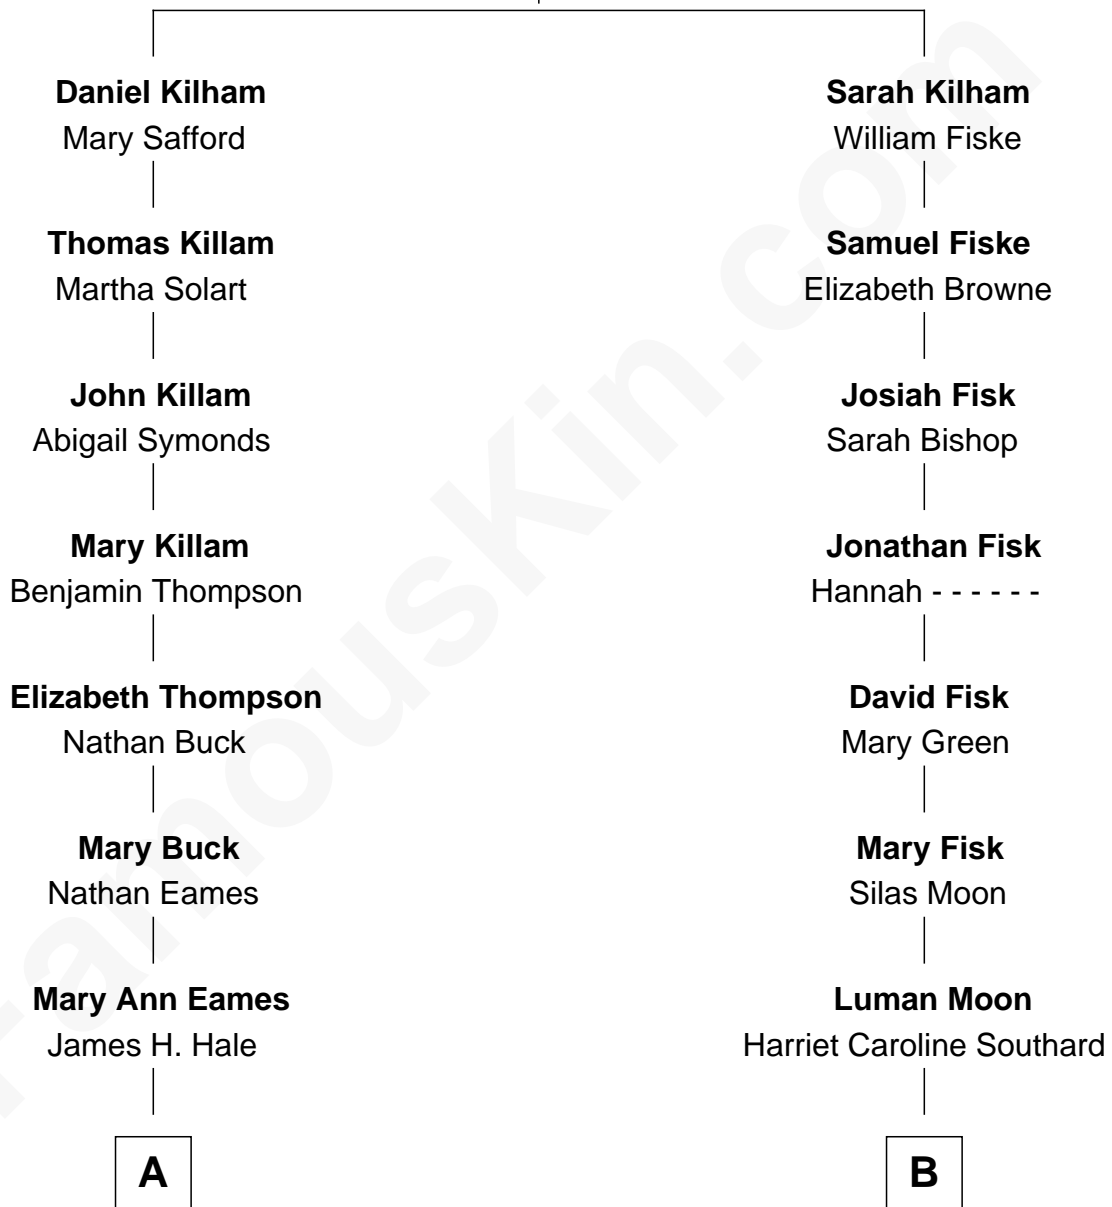 Daniel Kilham
Mary Safford
Thomas Killam
Martha Solart
John Killam
Abigail Symonds
Mary Killam
Benjamin Thompson
Elizabeth Thompson
Nathan Buck
Mary Buck
Nathan Eames
Mary Ann Eames
James H. Hale
A
Sarah Kilham
William Fiske
Samuel Fiske
Elizabeth Browne
Josiah Fisk
Sarah Bishop
Jonathan Fisk
Hannah - - - - - -
David Fisk
Mary Green
Mary Fisk
Silas Moon
Luman Moon
Harriet Caroline Southard
B
FamousKin.com